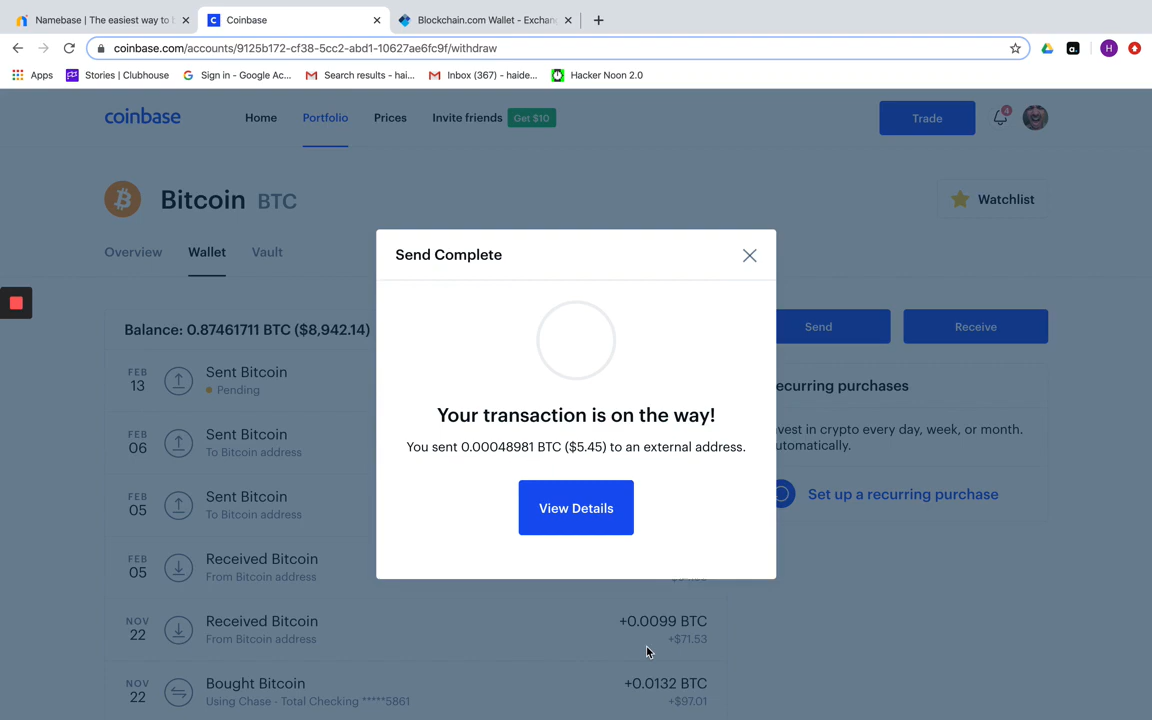 Namebase | The easiest way to b
Coinbase
Blockchain.com Wallet - Exchan
coinbase.com/accounts/9125b172-cf38-5cc2-abd1-10627ae6fc9f/withdraw
a.
H
Apps
Stories | Clubhouse
Sign in - Google Ac...
Search results - hai...
Inbox (367) - haide...
Hacker Noon 2.0
coinbase
Home
Portfolio
Prices
Invite friends
Get $10
Trade
4
Bitcoin BTC
Watchlist
Overview
Wallet
Vault
Send Complete
Balance: 0.87461711 BTC ($8,942.14)
Send
Receive
FEB
13
Sent Bitcoin
Pending
ecurring purchases
Your transaction is on the way!
You sent 0.00048981 BTC ($5.45) to an external address.
vest in crypto every day, week, or month.
utomatically.
FEB
06
Sent Bitcoin
To Bitcoin address
View Details
Set up a recurring purchase
FEB
05
Sent Bitcoin
To Bitcoin address
FEB
05
Received Bitcoin
From Bitcoin address
NOV
22
Received Bitcoin
From Bitcoin address
+0.0099 BTC
+$71.53
NOV
22
Bought Bitcoin
Using Chase - Total Checking *****5861
+0.0132 BTC
+$97.01